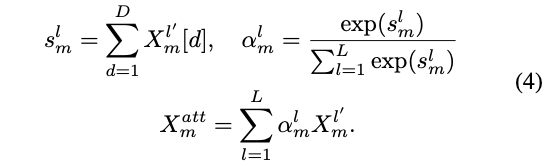 $s_m^l = \sum_{d=1}^{D} X_m^{l'}[d], \quad \alpha_m^l = \frac{\exp(s_m^l)}{\sum_{l=1}^{L} \exp(s_m^l)}$
$X_m^{att} = \sum_{l=1}^{L} \alpha_m^l X_m^{l'}.$
(4)